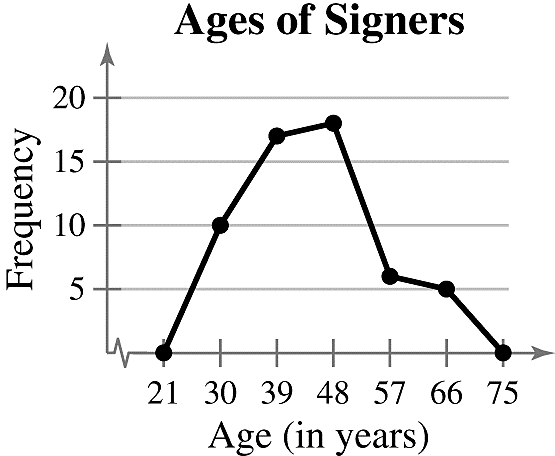 Ages of Signers
20
15
10
5
Frequency
21 30 39 48 57 66 75
Age (in years)